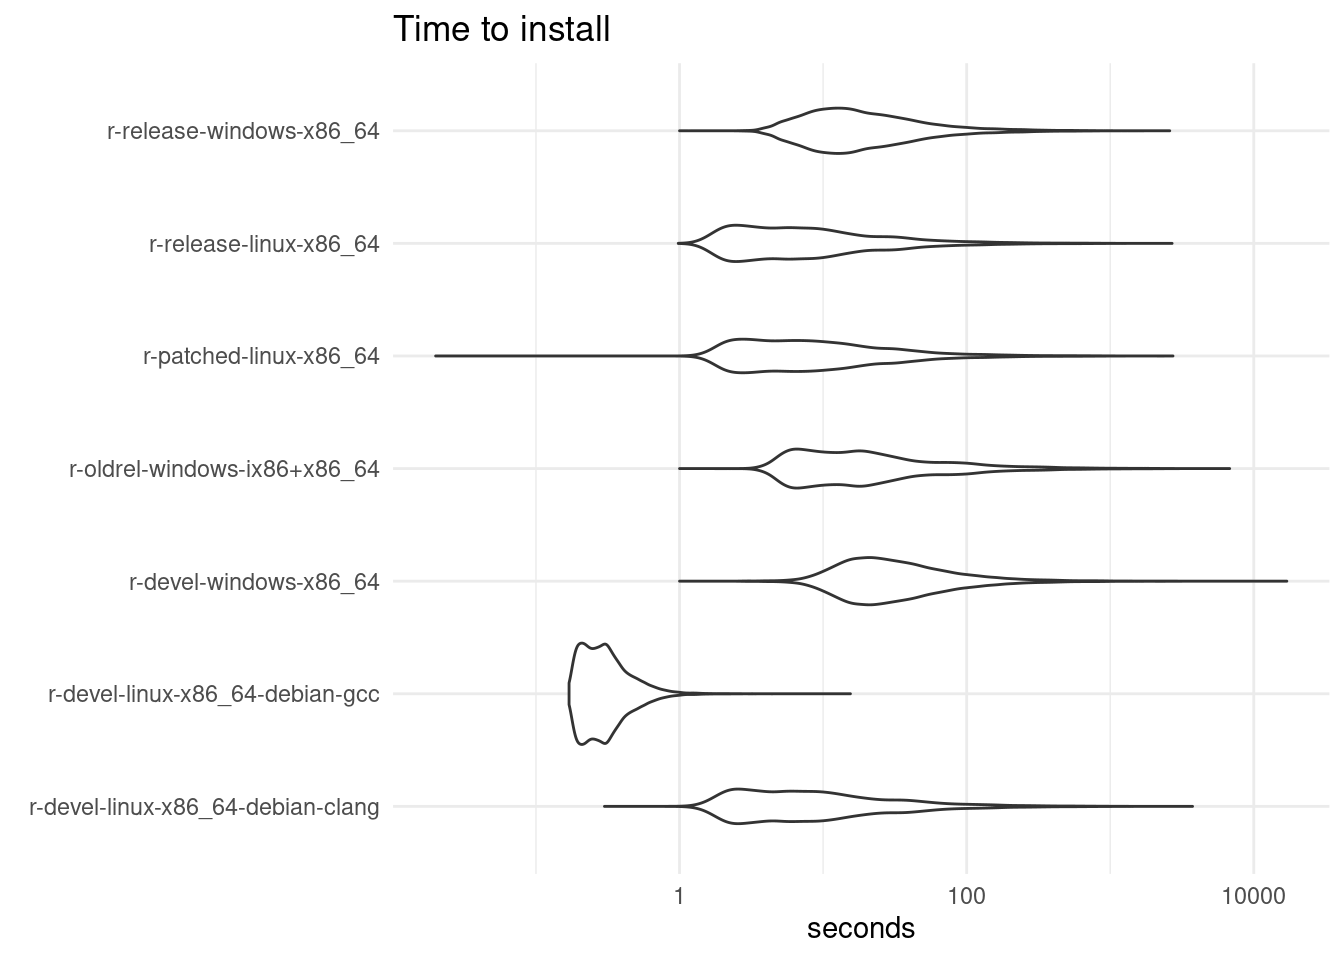 Time to install
r-release-windows-x86_64
r-release-linux-x86_64
r-patched-linux-x86_64
r-oldrel-windows-ix86+x86_64
r-devel-windows-x86_64
r-devel-linux-x86_64-debian-gcc
r-devel-linux-x86_64-debian-clang
1 100 10000
seconds